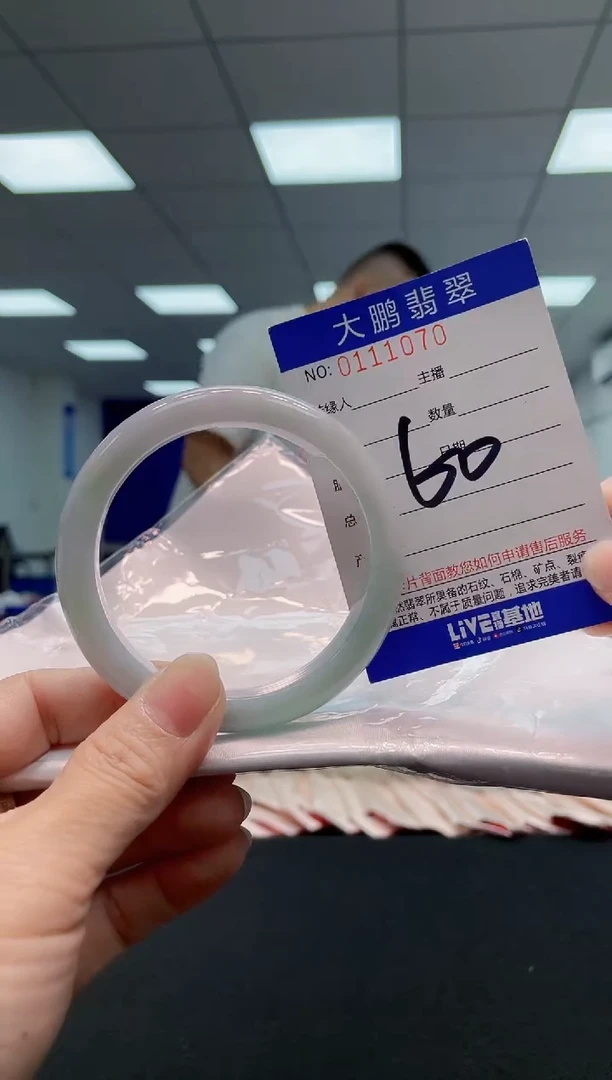 大鹏翡翠
NO: 0111070
主播
缘人
数量
日期
60
总
片背面教您如何申请售后服务
然翡翠所具备的石纹、石棉、矿点、裂
属正常、不属于质量问题，追求完美者请
LiVE 基地